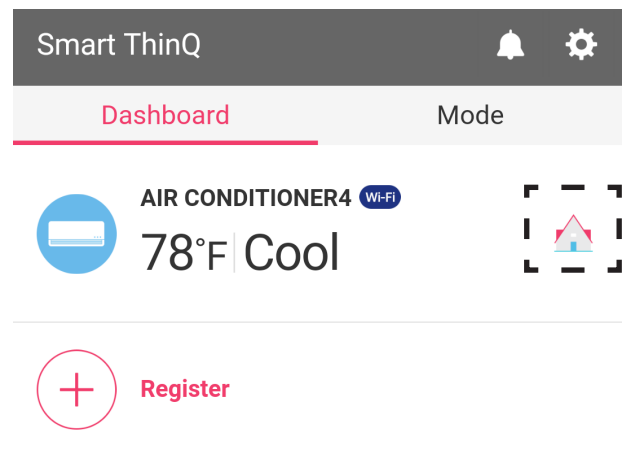 Smart ThinQ
Dashboard Mode
AIR CONDITIONER4 Wi-Fi
78°F Cool
Register